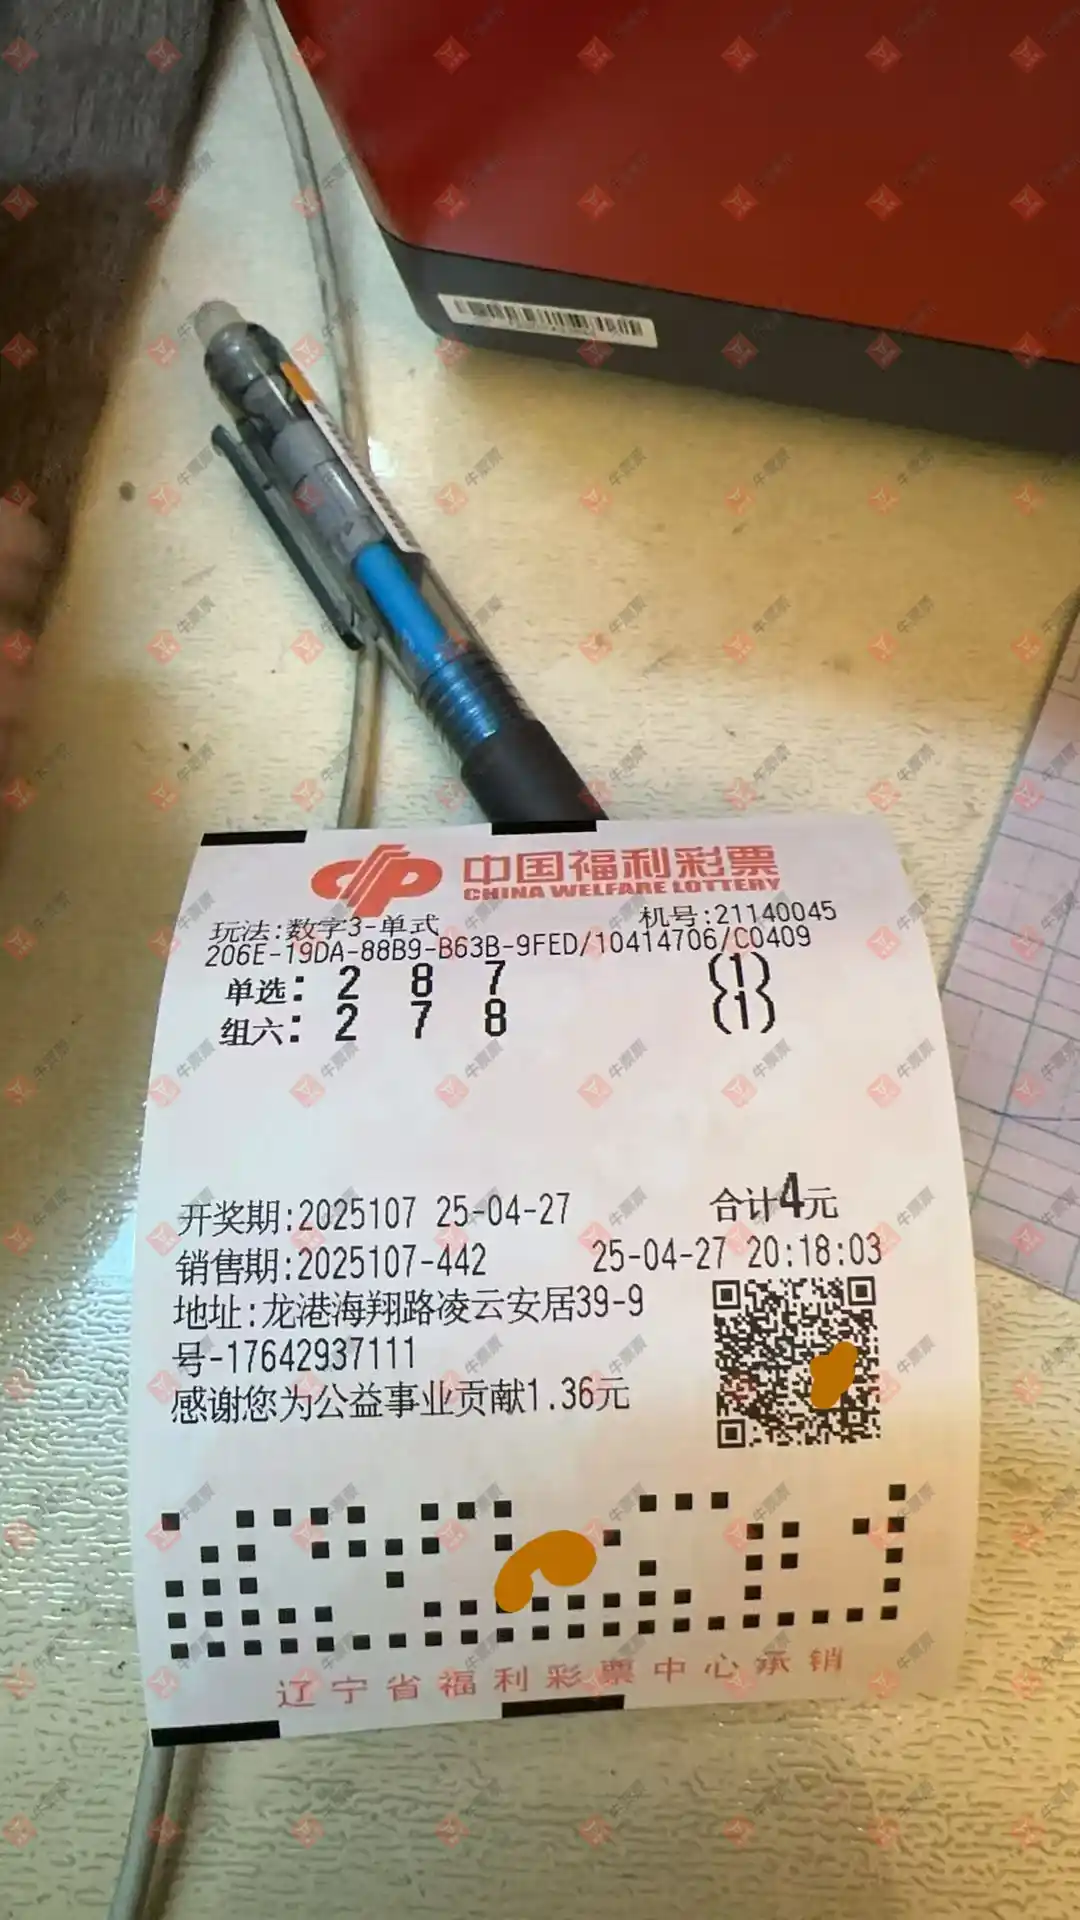 中国福利彩票
CHINA WELFARE LOTTERY
玩法:数字3-单式 机号:21140045
206E-19DA-88B9-B63B-9FED/10414706/C0409
单选: 2 8 7 (1)
组六: 2 7 8 (1)
开奖期:2025107 25-04-27 合计4元
销售期:2025107-442 25-04-27 20:18:03
地址:龙港海翔路凌云安居39-9
号-17642937111
感谢您为公益事业贡献1.36元
辽宁省福利彩票中心承销
牛票票